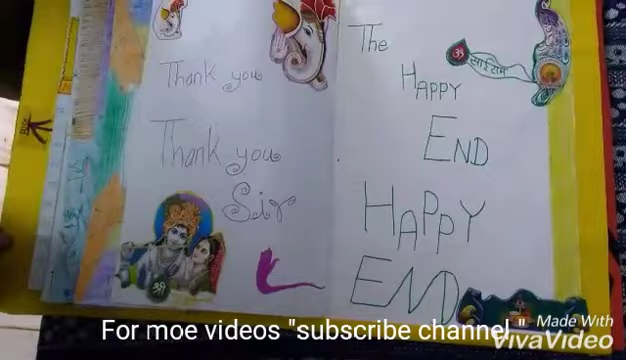 Thank you
Thank you
Sir
The
HAPPY
END
HAPPY
END
श्री
For moe videos "subscribe channel "
Made With
VivaVideo